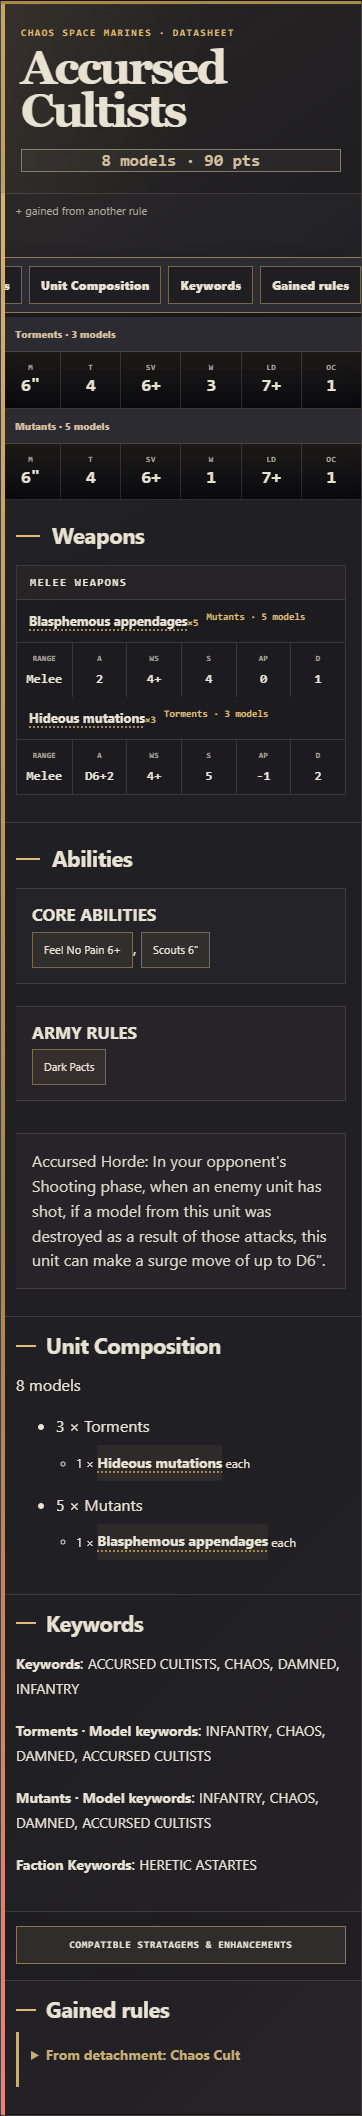 CHAOS SPACE MARINES · DATASHEET
Accursed
Cultists
8 models · 90 pts
+ gained from another rule
s Unit Composition Keywords Gained rules
Torments · 3 models
M T SV W LD OC
6" 4 6+ 3 7+ 1
Mutants · 5 models
M T SV W LD OC
6" 4 6+ 1 7+ 1
Weapons
MELEE WEAPONS
Blasphemous appendages×5 Mutants · 5 models
RANGE A WS S AP D
Melee 2 4+ 4 0 1
Hideous mutations×3 Torments · 3 models
RANGE A WS S AP D
Melee D6+2 4+ 5 -1 2
Abilities
CORE ABILITIES
Feel No Pain 6+ , Scouts 6"
ARMY RULES
Dark Pacts
Accursed Horde: In your opponent's
Shooting phase, when an enemy unit has
shot, if a model from this unit was
destroyed as a result of those attacks, this
unit can make a surge move of up to D6".
Unit Composition
8 models
• 3 × Torments
◦ 1 × Hideous mutations each
• 5 × Mutants
◦ 1 × Blasphemous appendages each
Keywords
Keywords: ACCURSED CULTISTS, CHAOS, DAMNED,
INFANTRY
Torments · Model keywords: INFANTRY, CHAOS,
DAMNED, ACCURSED CULTISTS
Mutants · Model keywords: INFANTRY, CHAOS,
DAMNED, ACCURSED CULTISTS
Faction Keywords: HERETIC ASTARTES
COMPATIBLE STRATAGEMS & ENHANCEMENTS
Gained rules
▶ From detachment: Chaos Cult